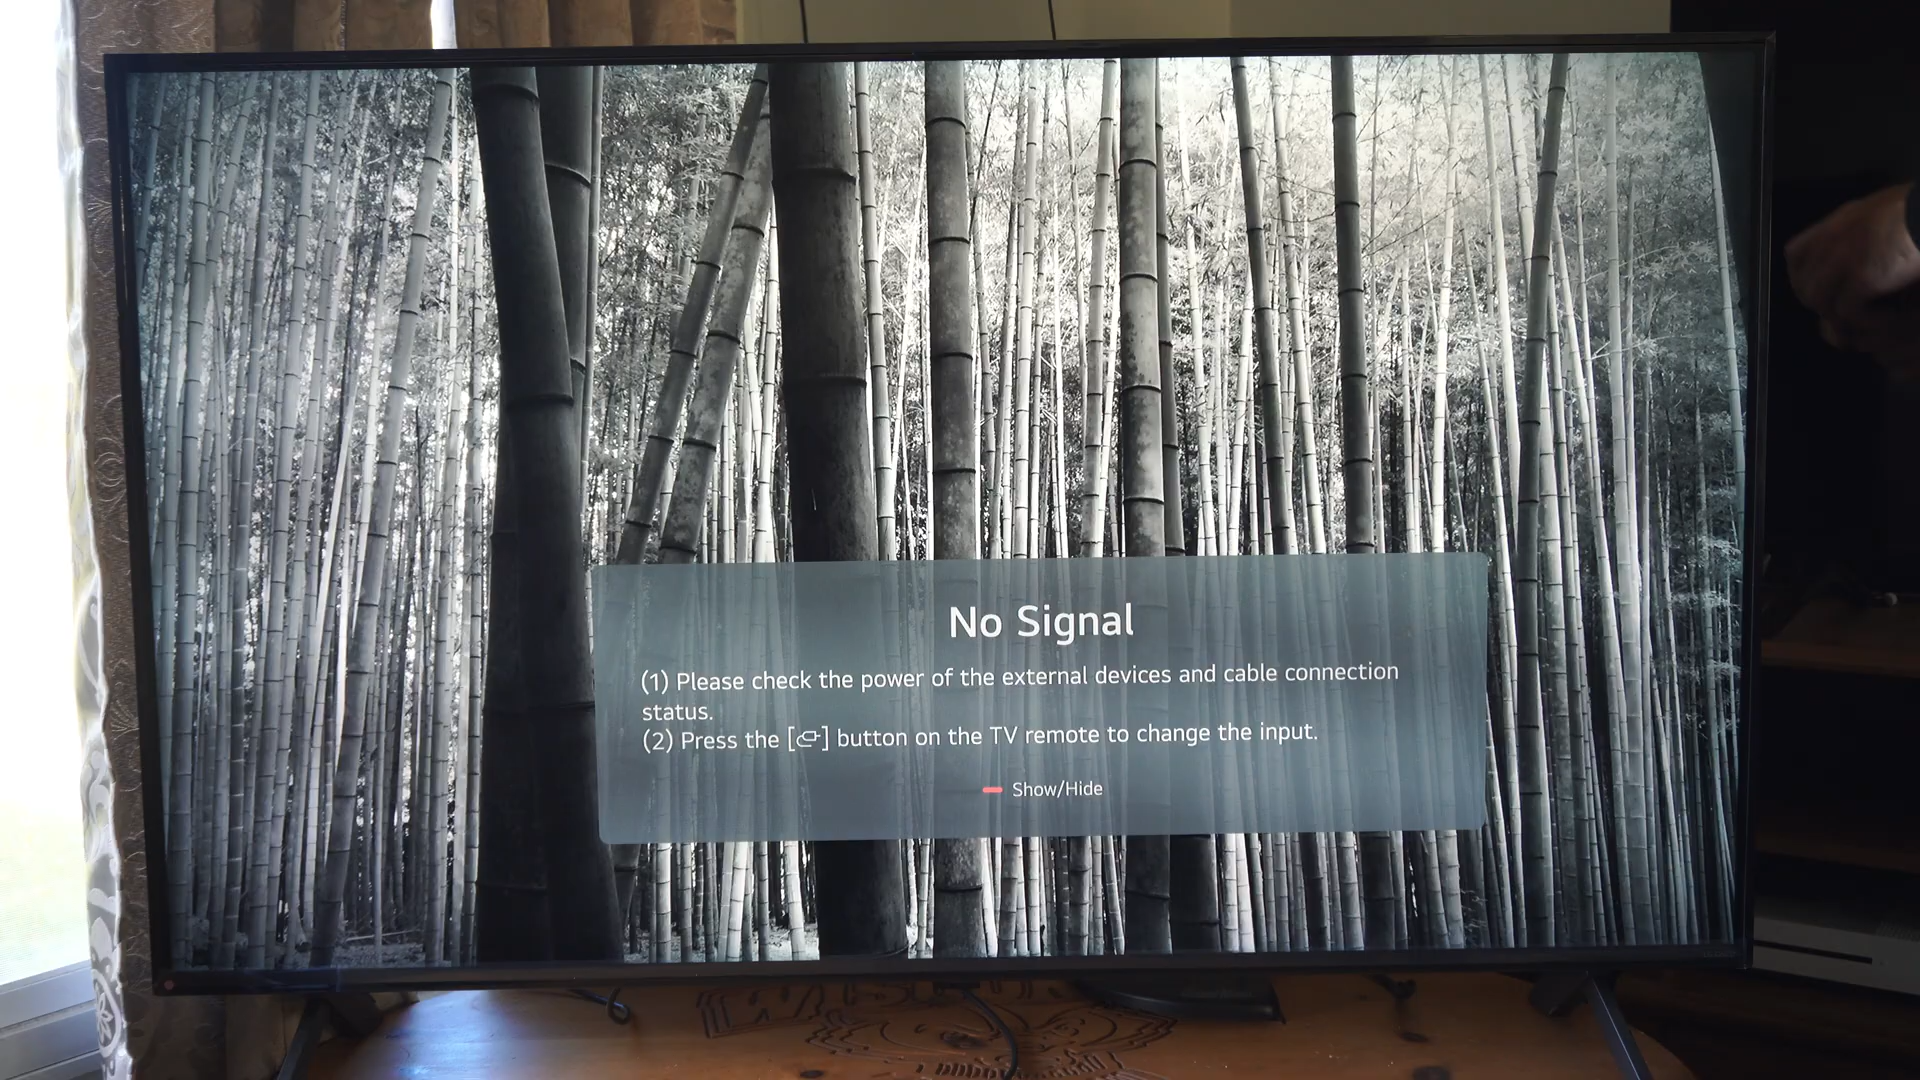 No Signal
(1) Please check the power of the external devices and cable connection
status.
(2) Press the [] button on the TV remote to change the input.
Show/Hide